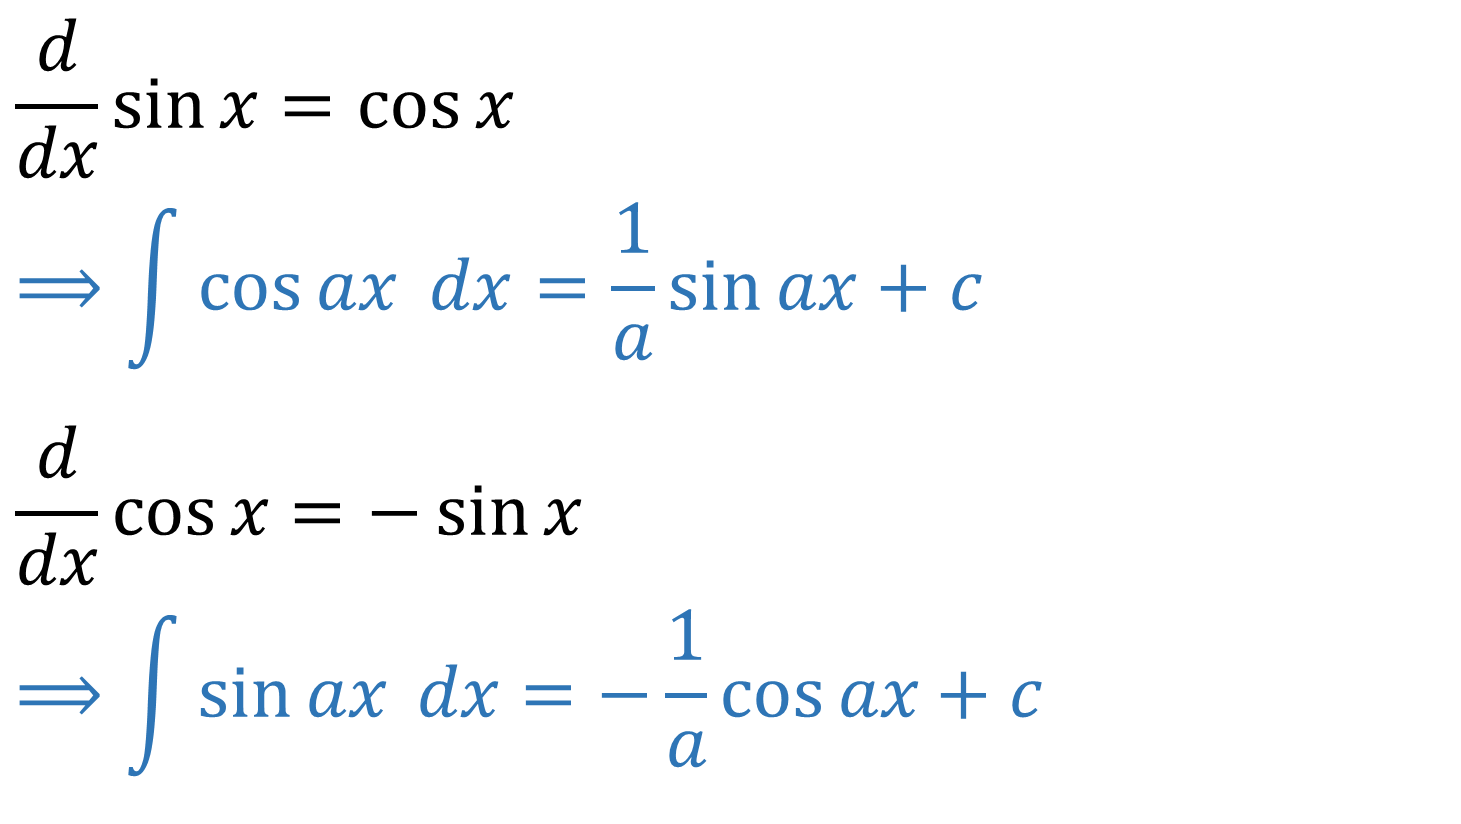 d/dx sin x = cos x
⟹ ∫ cos ax dx = 1/a sin ax + c
d/dx cos x = − sin x
⟹ ∫ sin ax dx = − 1/a cos ax + c